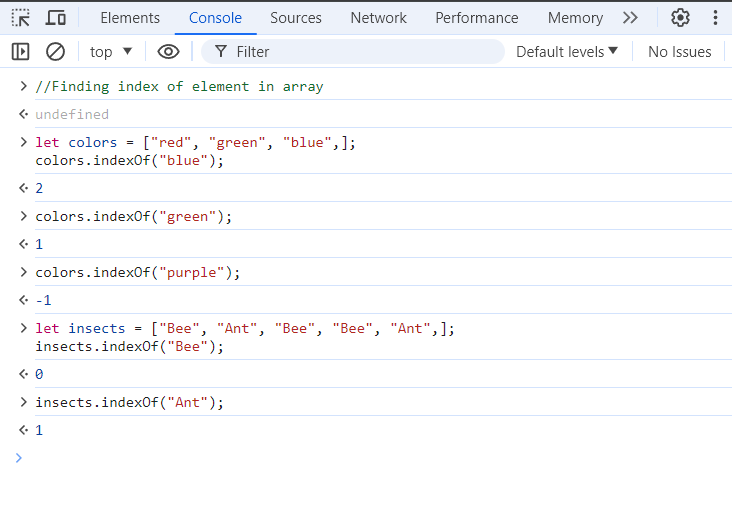 Elements Console Sources Network Performance Memory
top Filter Default levels No Issues
//Finding index of element in array
undefined
let colors = ["red", "green", "blue",];
colors.indexOf("blue");
2
colors.indexOf("green");
1
colors.indexOf("purple");
-1
let insects = ["Bee", "Ant", "Bee", "Bee", "Ant",];
insects.indexOf("Bee");
0
insects.indexOf("Ant");
1